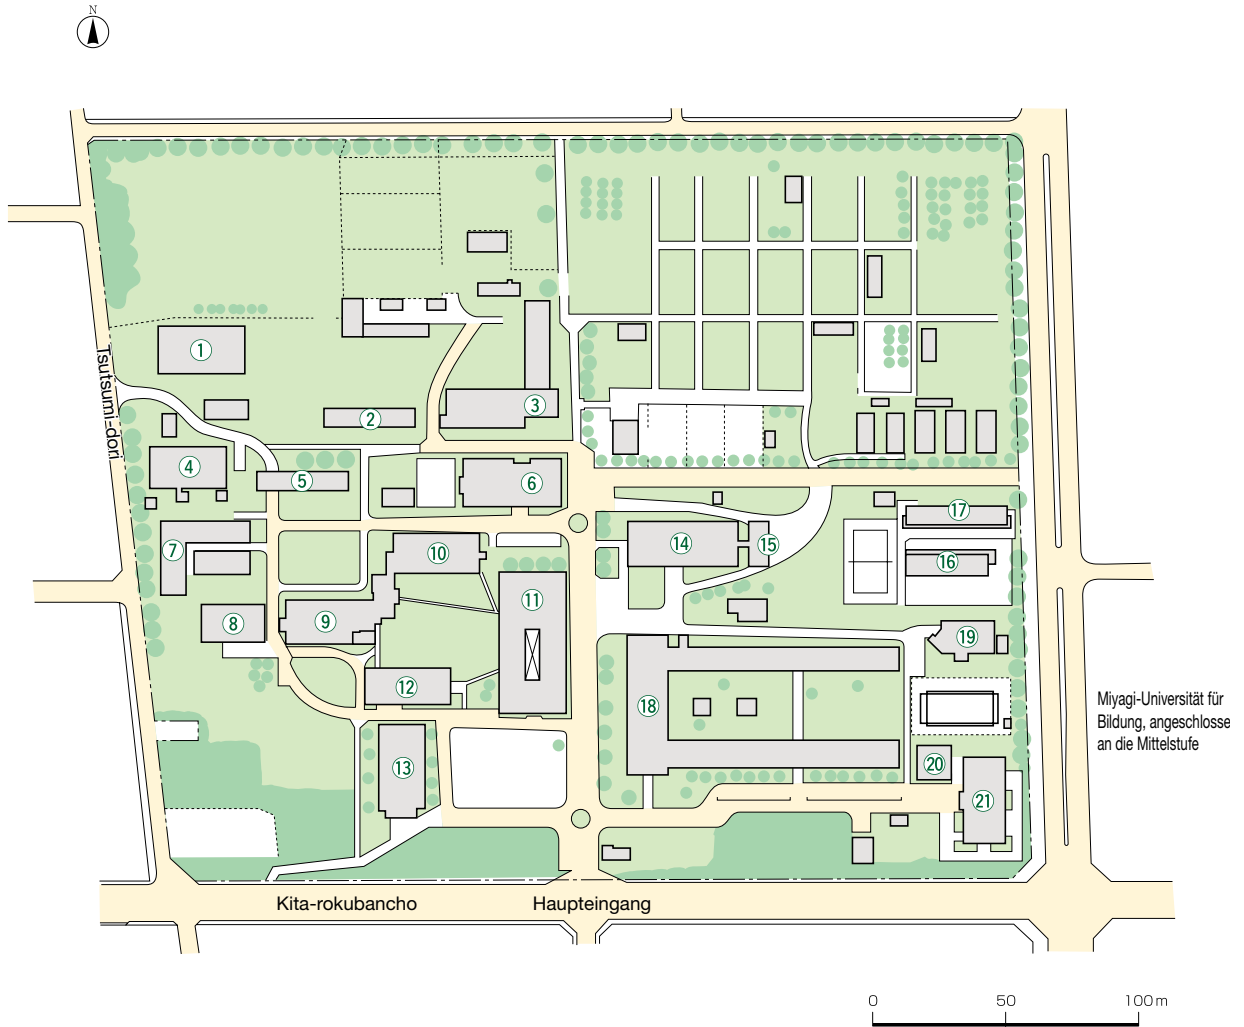 N
1
2
3
Tsutsumi-dori
4
5
6
7
8
9
10
11
12
13
14
15
16
17
18
19
20
21
Miyagi-Universität für
Bildung, angeschlosse
an die Mittelstufe
Kita-rokubancho
Haupteingang
0 50 100 m